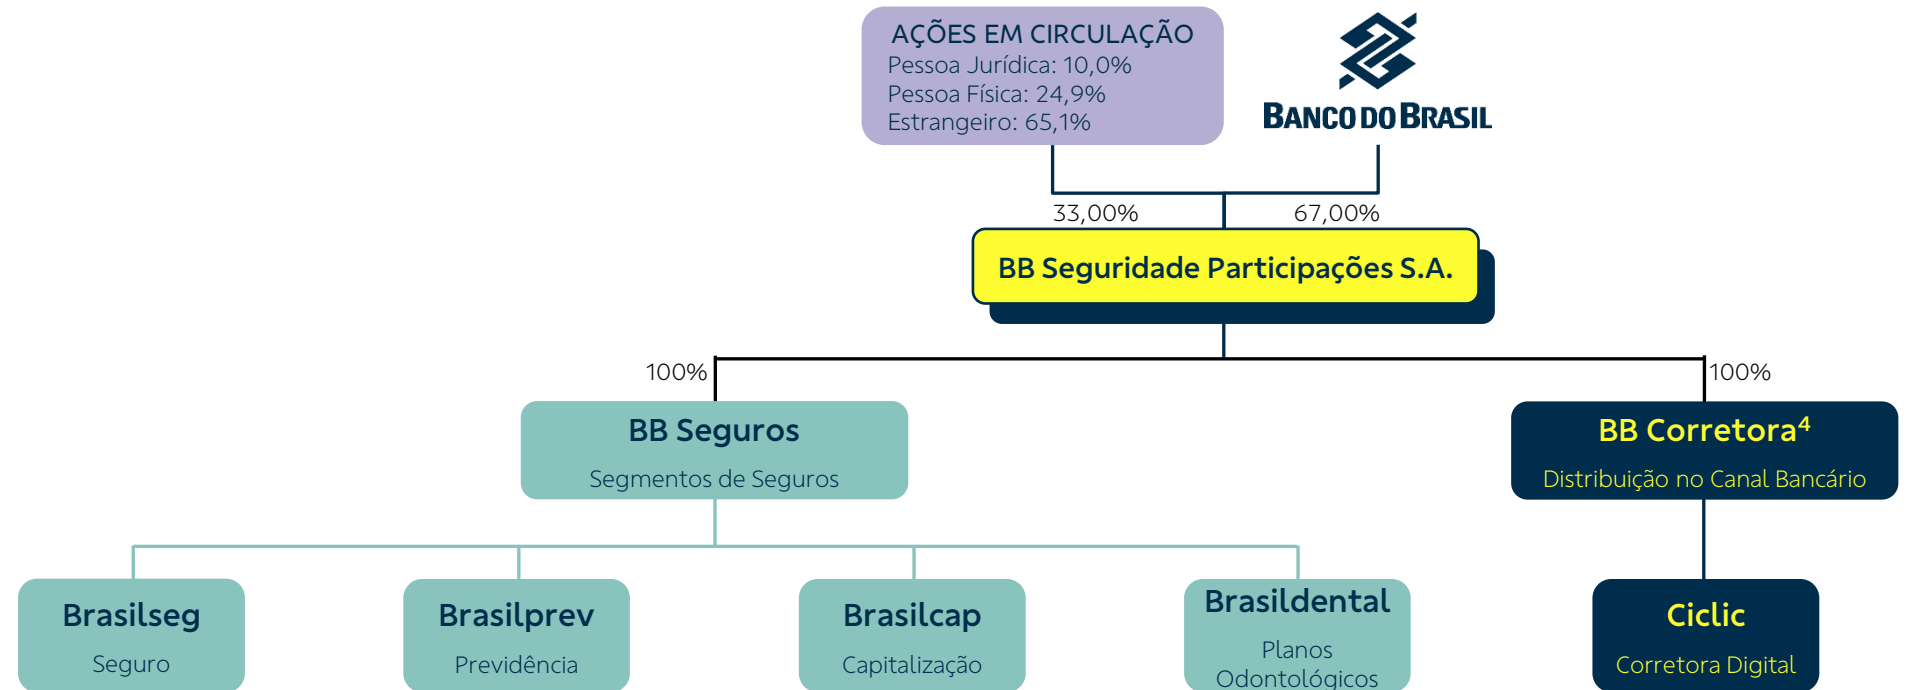 AÇÕES EM CIRCULAÇÃO
Pessoa Jurídica: 10,0%
Pessoa Física: 24,9%
Estrangeiro: 65,1%
BANCO DO BRASIL
33,00%
67,00%
BB Seguridade Participações S.A.
100%
100%
BB Seguros
Segmentos de Seguros
BB Corretora⁴
Distribuição no Canal Bancário
Brasilseg
Seguro
Brasilprev
Previdência
Brasilcap
Capitalização
Brasildental
Planos
Odontológicos
Ciclic
Corretora Digital